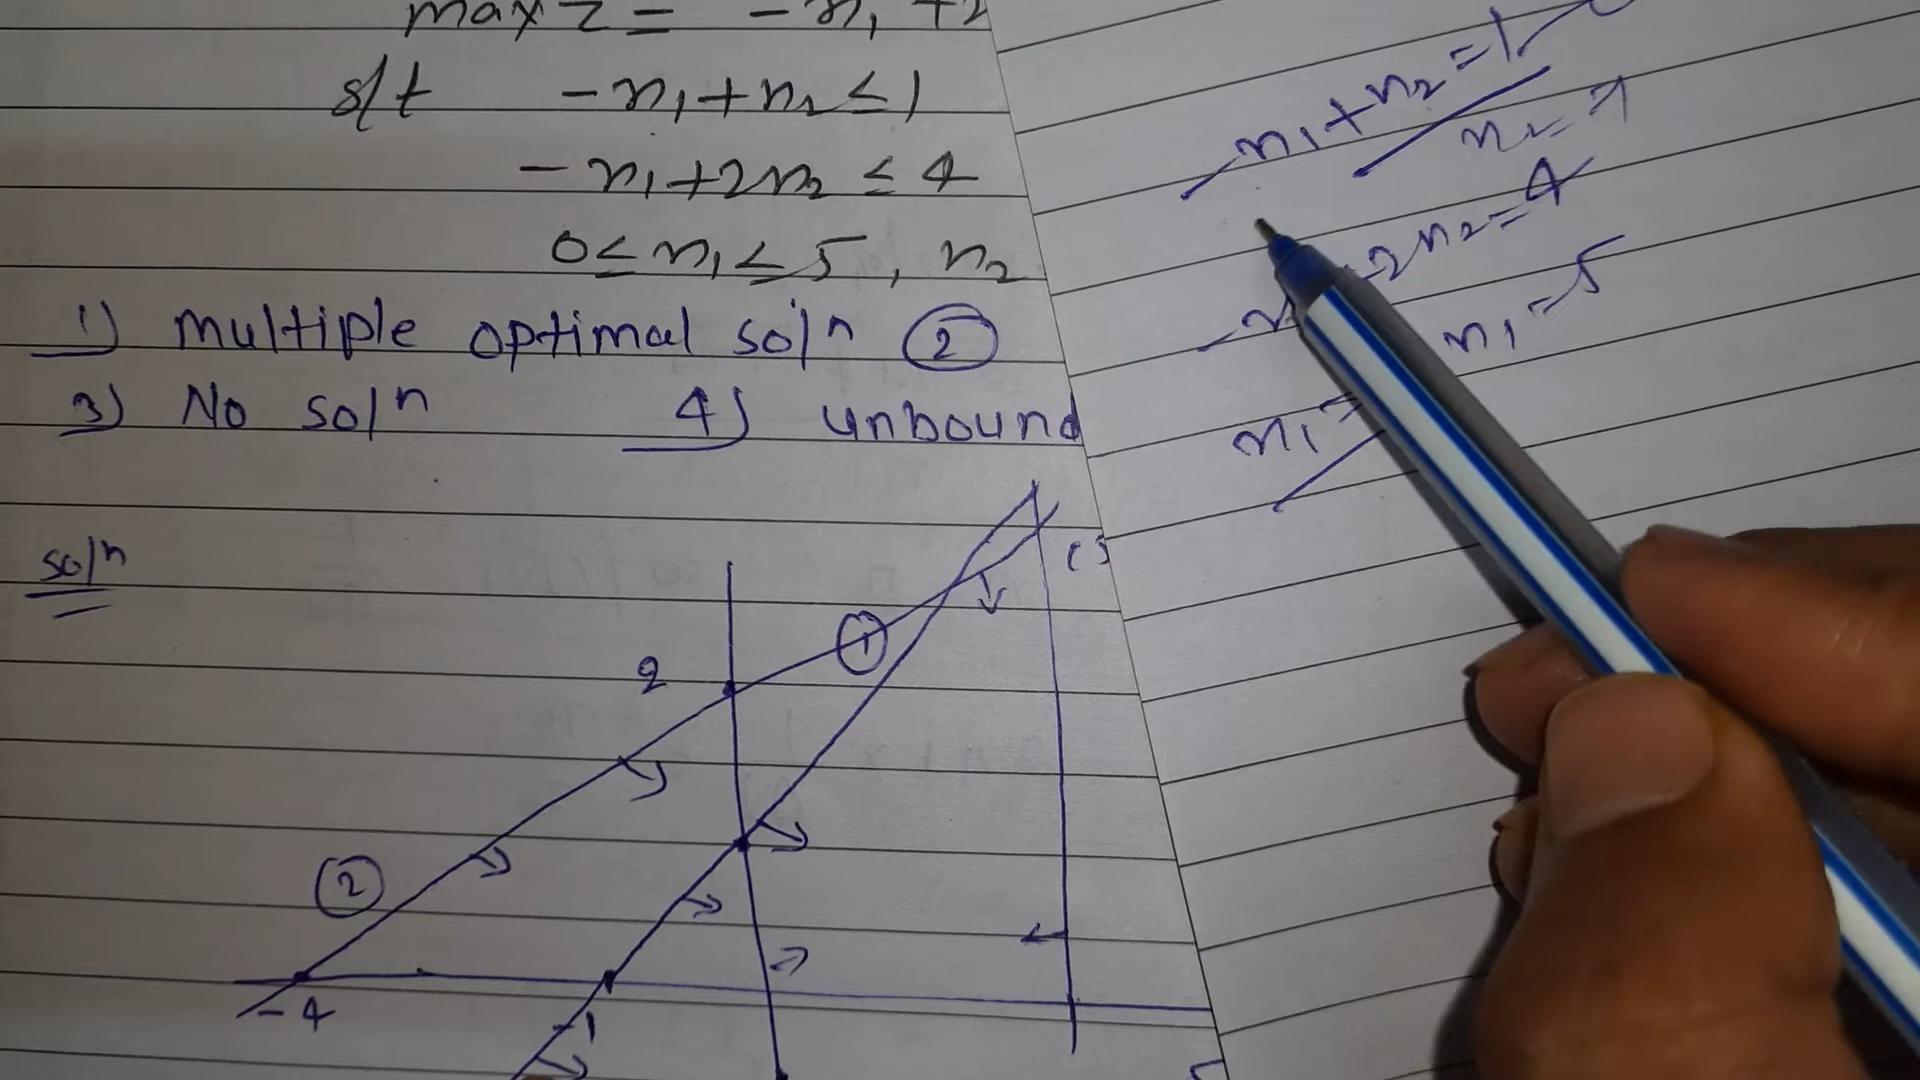 max z = -x₁ + 2
s/t -x₁ + x₂ ≤ 1
-x₁ + 2x₂ ≤ 4
0 ≤ x₁ ≤ 5, x₂
1) multiple optimal solⁿ (2)
3) No solⁿ 4) unbound
solⁿ
(1)
2
(2)
-4
-1
-x₁ + x₂ = 1
x₂ = 1
2x₂ = 4
x₁ = 5
x₁ =